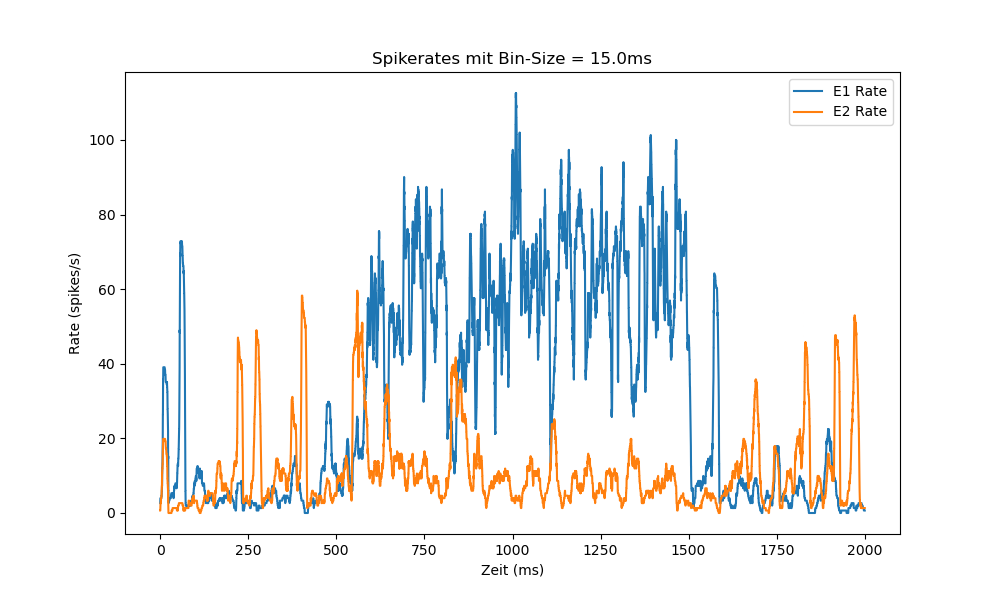 Spikerates mit Bin-Size = 15.0ms
E1 Rate
E2 Rate
Rate (spikes/s)
100
80
60
40
20
0
0 250 500 750 1000 1250 1500 1750 2000
Zeit (ms)